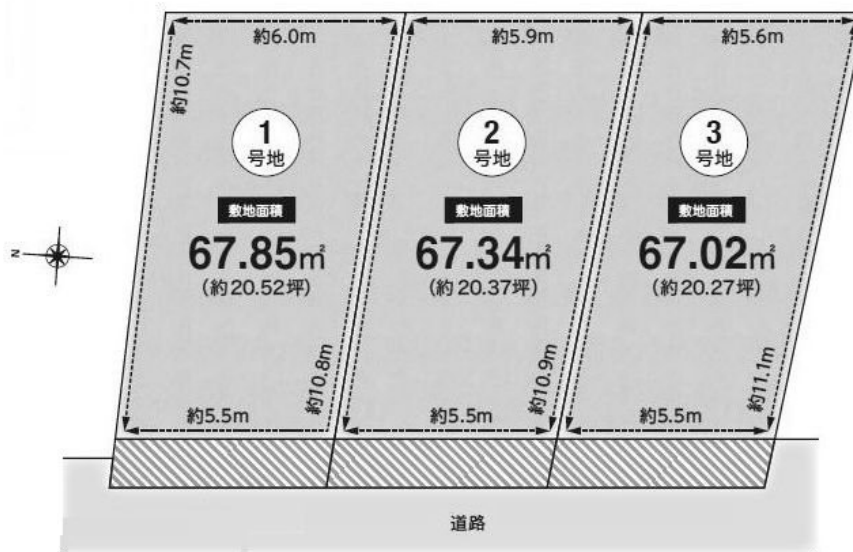 約6.0m
約5.9m
約5.6m
約10.7m
1
号地
2
号地
3
号地
敷地面積
敷地面積
敷地面積
N
67.85㎡
67.34㎡
67.02㎡
(約20.52坪)
(約20.37坪)
(約20.27坪)
約10.8m
約10.9m
約11.1m
約5.5m
約5.5m
約5.5m
道路